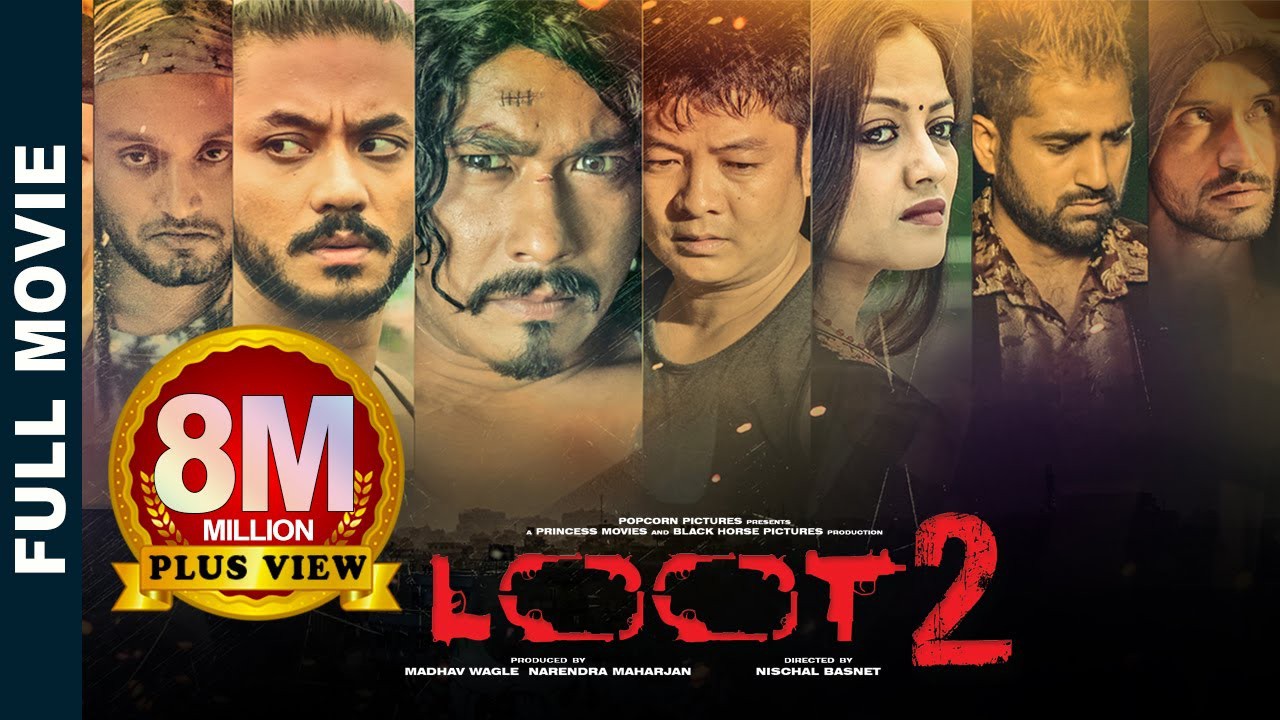 FULL MOVIE
8M
MILLION
PLUS VIEW
POPCORN PICTURES PRESENTS
A PRINCESS MOVIES AND BLACK HORSE PICTURES PRODUCTION
LOOT 2
PRODUCED BY
MADHAV WAGLE NARENDRA MAHARJAN
DIRECTED BY
NISCHAL BASNET